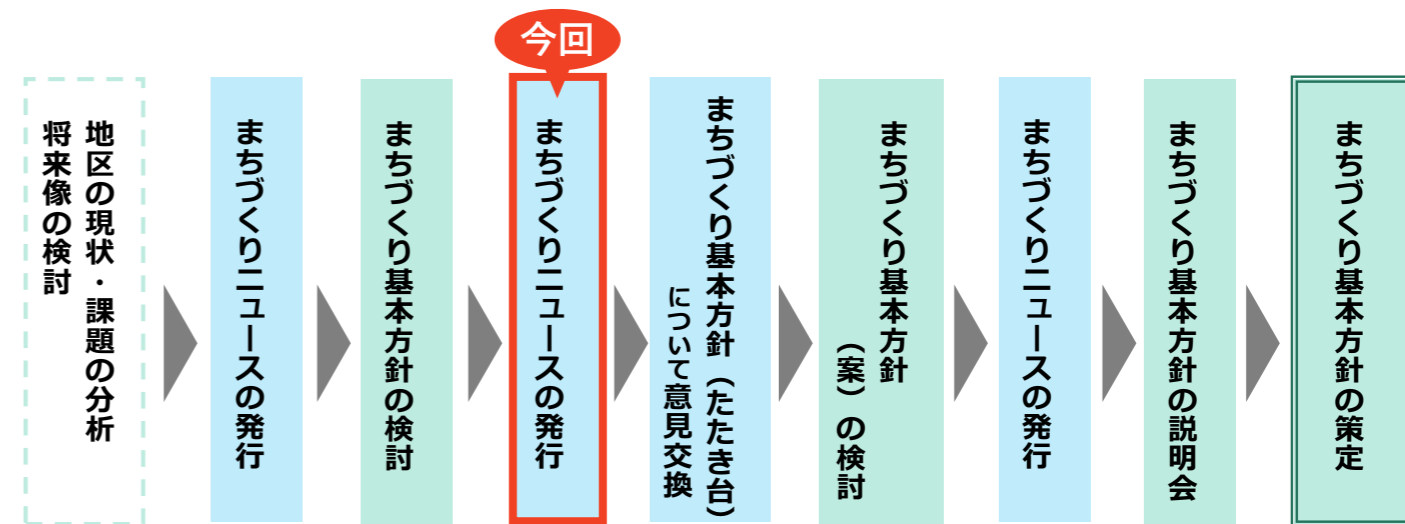 今回
地区の現状・課題の分析
将来像の検討
まちづくりニュースの発行
まちづくり基本方針の検討
まちづくりニュースの発行
まちづくり基本方針（たたき台）
について意見交換
まちづくり基本方針
（案）の検討
まちづくりニュースの発行
まちづくり基本方針の説明会
まちづくり基本方針の策定